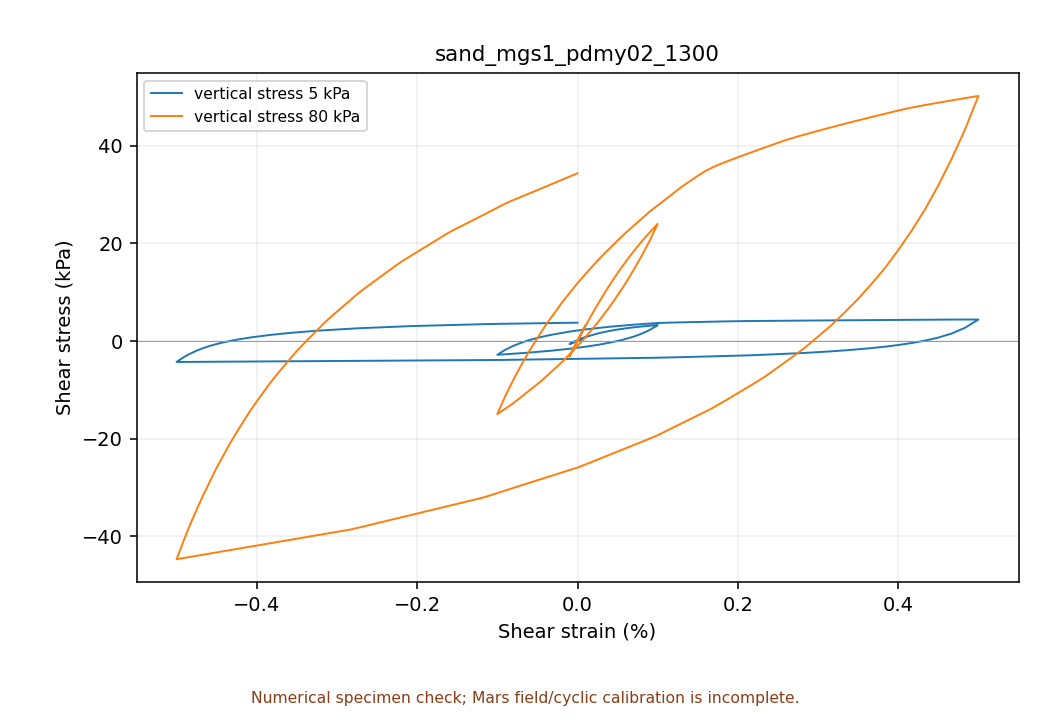 sand_mgs1_pdmy02_1300
vertical stress 5 kPa
vertical stress 80 kPa
Shear stress (kPa)
40
20
0
−20
−40
−0.4
−0.2
0.0
0.2
0.4
Shear strain (%)
Numerical specimen check; Mars field/cyclic calibration is incomplete.